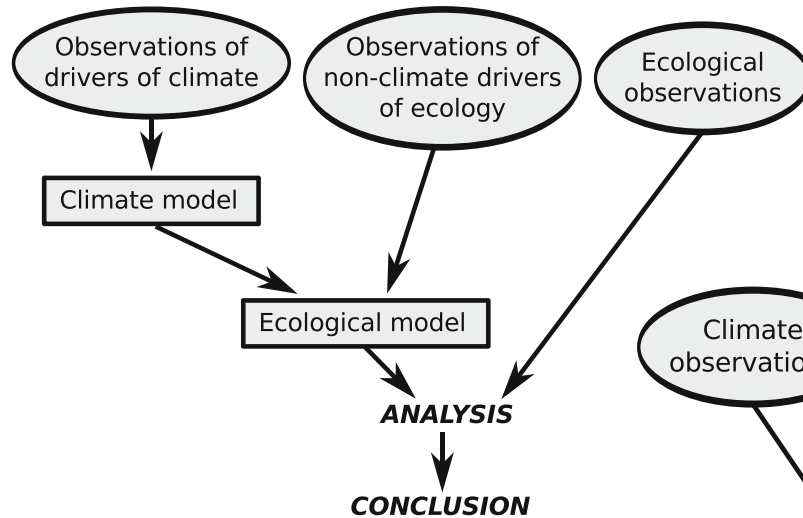 Observations of
drivers of climate
Observations of
non-climate drivers
of ecology
Ecological
observations
Climate model
Ecological model
Climate
ANALYSIS
CONCLUSION